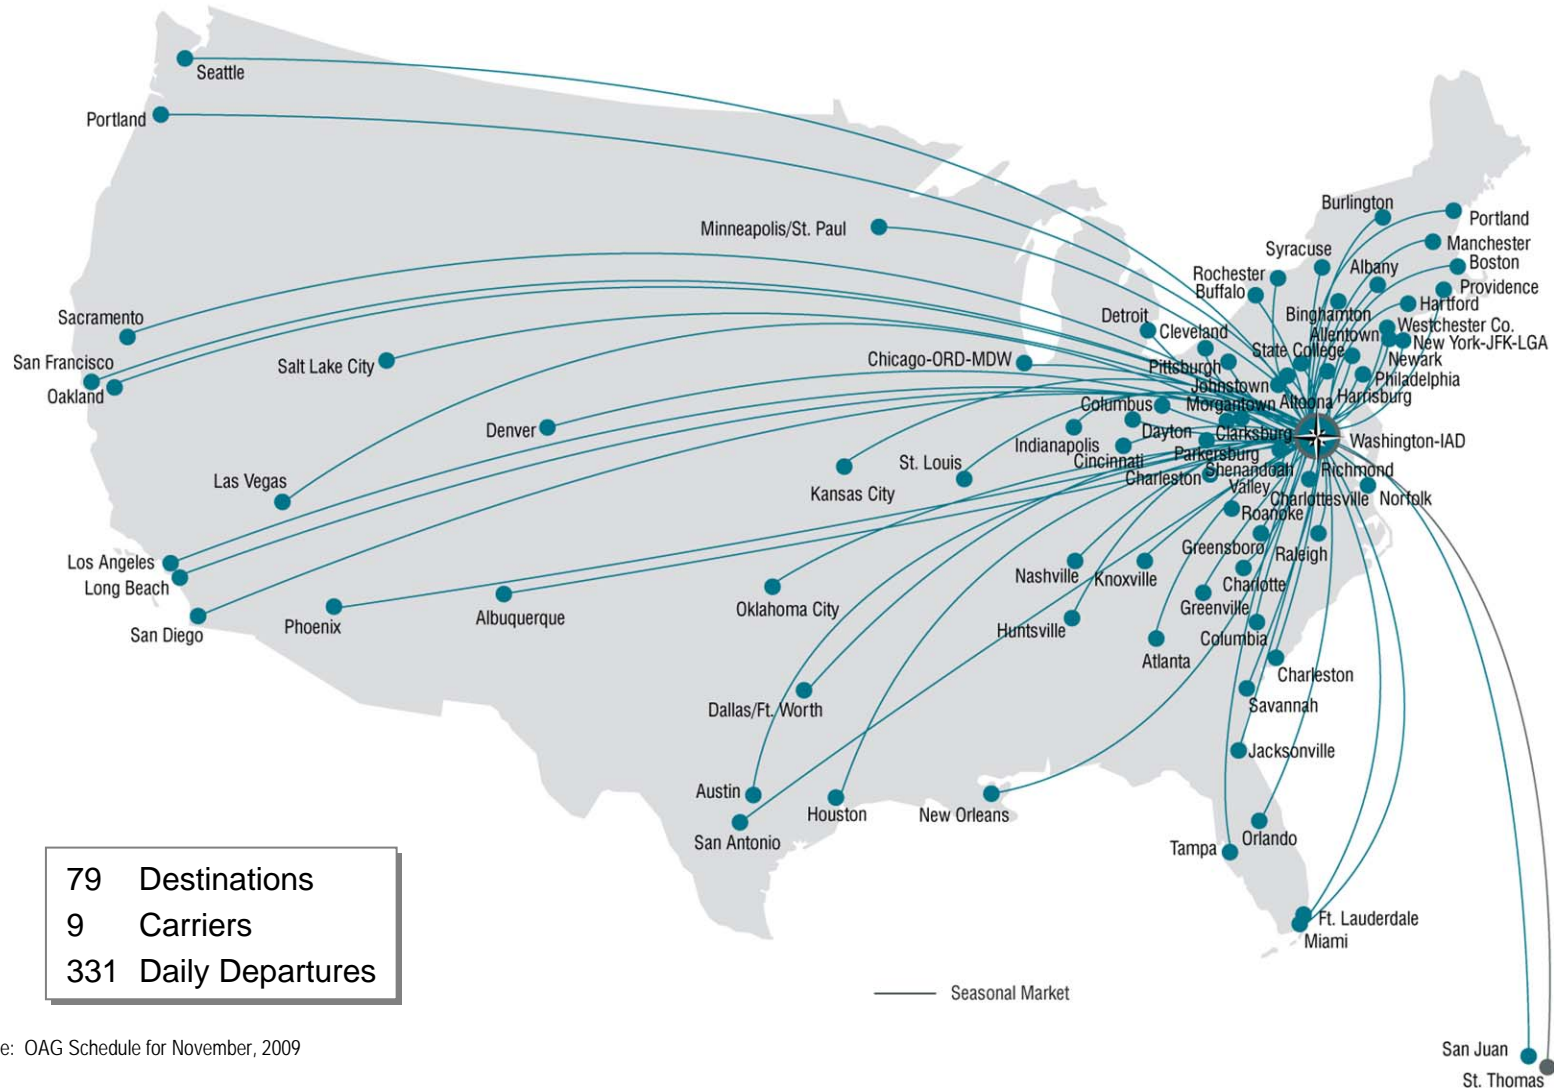 Seattle
Portland
Minneapolis/St. Paul
Burlington
Portland
Manchester
Boston
Syracuse
Albany
Rochester
Buffalo
Providence
Hartford
Binghamton
Sacramento
Detroit
Cleveland
Allentown
Westchester Co.
New York-JFK-LGA
Newark
San Francisco
Oakland
Salt Lake City
Chicago-ORD-MDW
State College
Pittsburgh
Philadelphia
Johnstown
Harrisburg
Columbus
Morgantown
Altoona
Denver
Indianapolis
Dayton
Clarksburg
Washington-IAD
Cincinnati
Parkersburg
St. Louis
Shenandoah
Valley
Richmond
Las Vegas
Kansas City
Charleston
Charlottesville
Norfolk
Roanoke
Los Angeles
Long Beach
Greensboro
Raleigh
Nashville
Knoxville
Charlotte
Oklahoma City
Greenville
San Diego
Phoenix
Albuquerque
Huntsville
Columbia
Atlanta
Charleston
Dallas/Ft. Worth
Savannah
Jacksonville
Austin
Houston
New Orleans
San Antonio
Orlando
Tampa
79 Destinations
9 Carriers
331 Daily Departures
Ft. Lauderdale
Miami
Seasonal Market
e: OAG Schedule for November, 2009
San Juan
St. Thomas